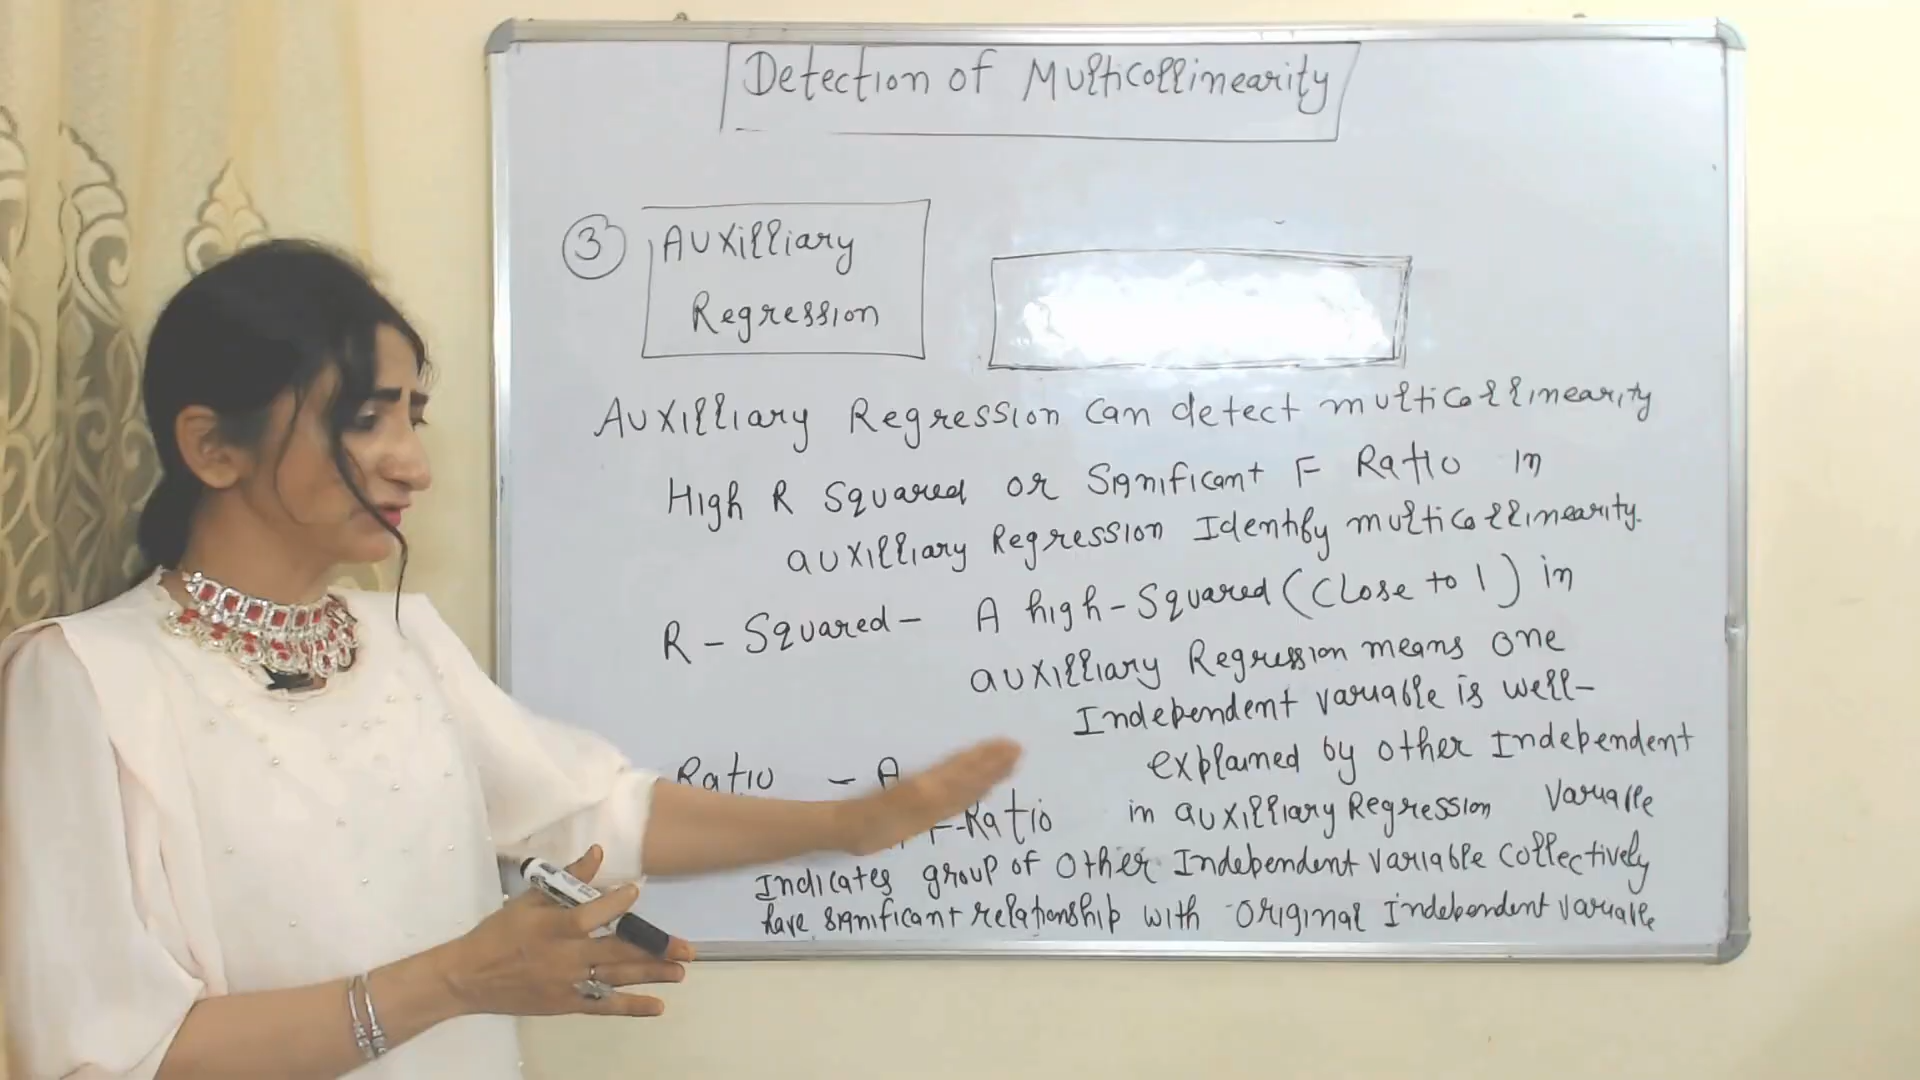 Detection of Multicollinearity
3
Auxilliary
Regression
Auxilliary Regression can detect multicollinearity
High R Squared or Significant F Ratio in
auxilliary Regression Identify multicollinearity.
R - Squared - A high-Squared (close to 1) in
auxilliary Regression means one
Independent variable is well-
explained by other Independent
Variable
Ratio - A
F-Ratio in auxilliary Regression
Indicates group of other Independent variable collectively
have significant relationship with original Independent variable